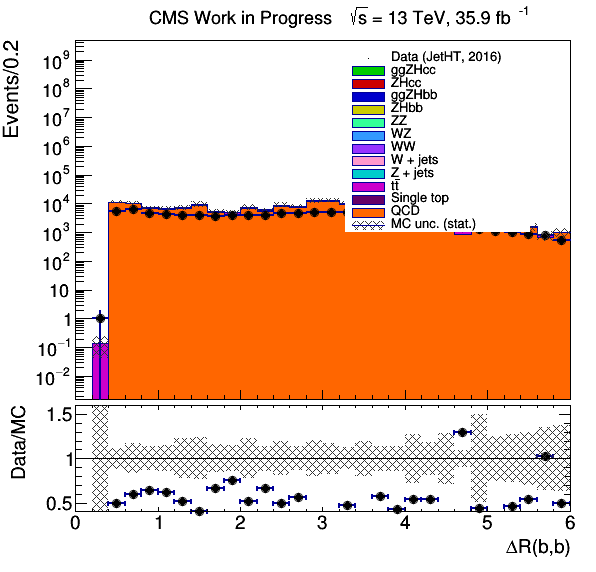 CMS Work in Progress √s = 13 TeV, 35.9 fb⁻¹
Events/0.2
10⁹
10⁸
10⁷
10⁶
10⁵
10⁴
10³
10²
10
1
10⁻¹
10⁻²
Data (JetHT, 2016)
ggZHcc
ZHcc
ggZHbb
ZHbb
ZZ
WZ
WW
W + jets
Z + jets
tt̄
Single top
QCD
MC unc. (stat.)
Data/MC
1.5
1
0.5
0 1 2 3 4 5 6
ΔR(b,b)